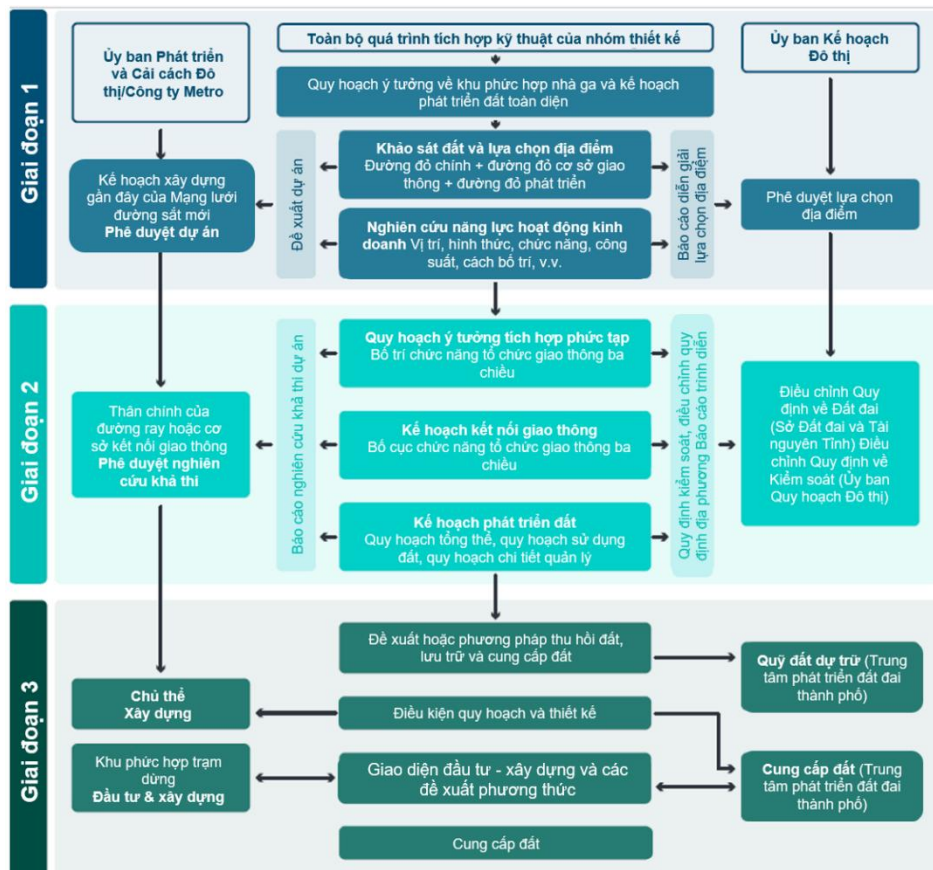 Giai đoạn 1
Ủy ban Phát triển
và Cải cách Đô
thị/Công ty Metro
Toàn bộ quá trình tích hợp kỹ thuật của nhóm thiết kế
Ủy ban Kế hoạch
Đô thị
Quy hoạch ý tưởng về khu phức hợp nhà ga và kế hoạch
phát triển đất toàn diện
Kế hoạch xây dựng
gần đây của Mạng lưới
đường sắt mới
Phê duyệt dự án
Đề xuất dự án
Khảo sát đất và lựa chọn địa điểm
Đường đỏ chính + đường đỏ cơ sở giao
thông + đường đỏ phát triển
Nghiên cứu năng lực hoạt động kinh
doanh Vị trí, hình thức, chức năng, công
suất, cách bố trí, v.v.
Báo cáo diễn giải
lựa chọn địa điểm
Phê duyệt lựa chọn
địa điểm
Giai đoạn 2
Thân chính của
đường ray hoặc cơ
sở kết nối giao thông
Phê duyệt nghiên
cứu khả thi
Báo cáo nghiên cứu khả thi dự án
Quy hoạch ý tưởng tích hợp phức tạp
Bố trí chức năng tổ chức giao thông ba
chiều
Kế hoạch kết nối giao thông
Bố cục chức năng tổ chức giao thông ba
chiều
Kế hoạch phát triển đất
Quy hoạch tổng thể, quy hoạch sử dụng
đất, quy hoạch chi tiết quản lý
Quy định kiểm soát, điều chỉnh quy
định địa phương Báo cáo trình diễn
Điều chỉnh Quy
định về Đất đai
(Sở Đất đai và Tài
nguyên Tỉnh) Điều
chỉnh Quy định về
Kiểm soát (Ủy ban
Quy hoạch Đô thị)
Giai đoạn 3
Đề xuất hoặc phương pháp thu hồi đất,
lưu trữ và cung cấp đất
Quỹ đất dự trữ (Trung
tâm phát triển đất đai
thành phố)
Chủ thể
Xây dựng
Điều kiện quy hoạch và thiết kế
Khu phức hợp trạm
dừng
Đầu tư & xây dựng
Giao diện đầu tư - xây dựng và các
đề xuất phương thức
Cung cấp đất (Trung
tâm phát triển đất đai
thành phố)
Cung cấp đất